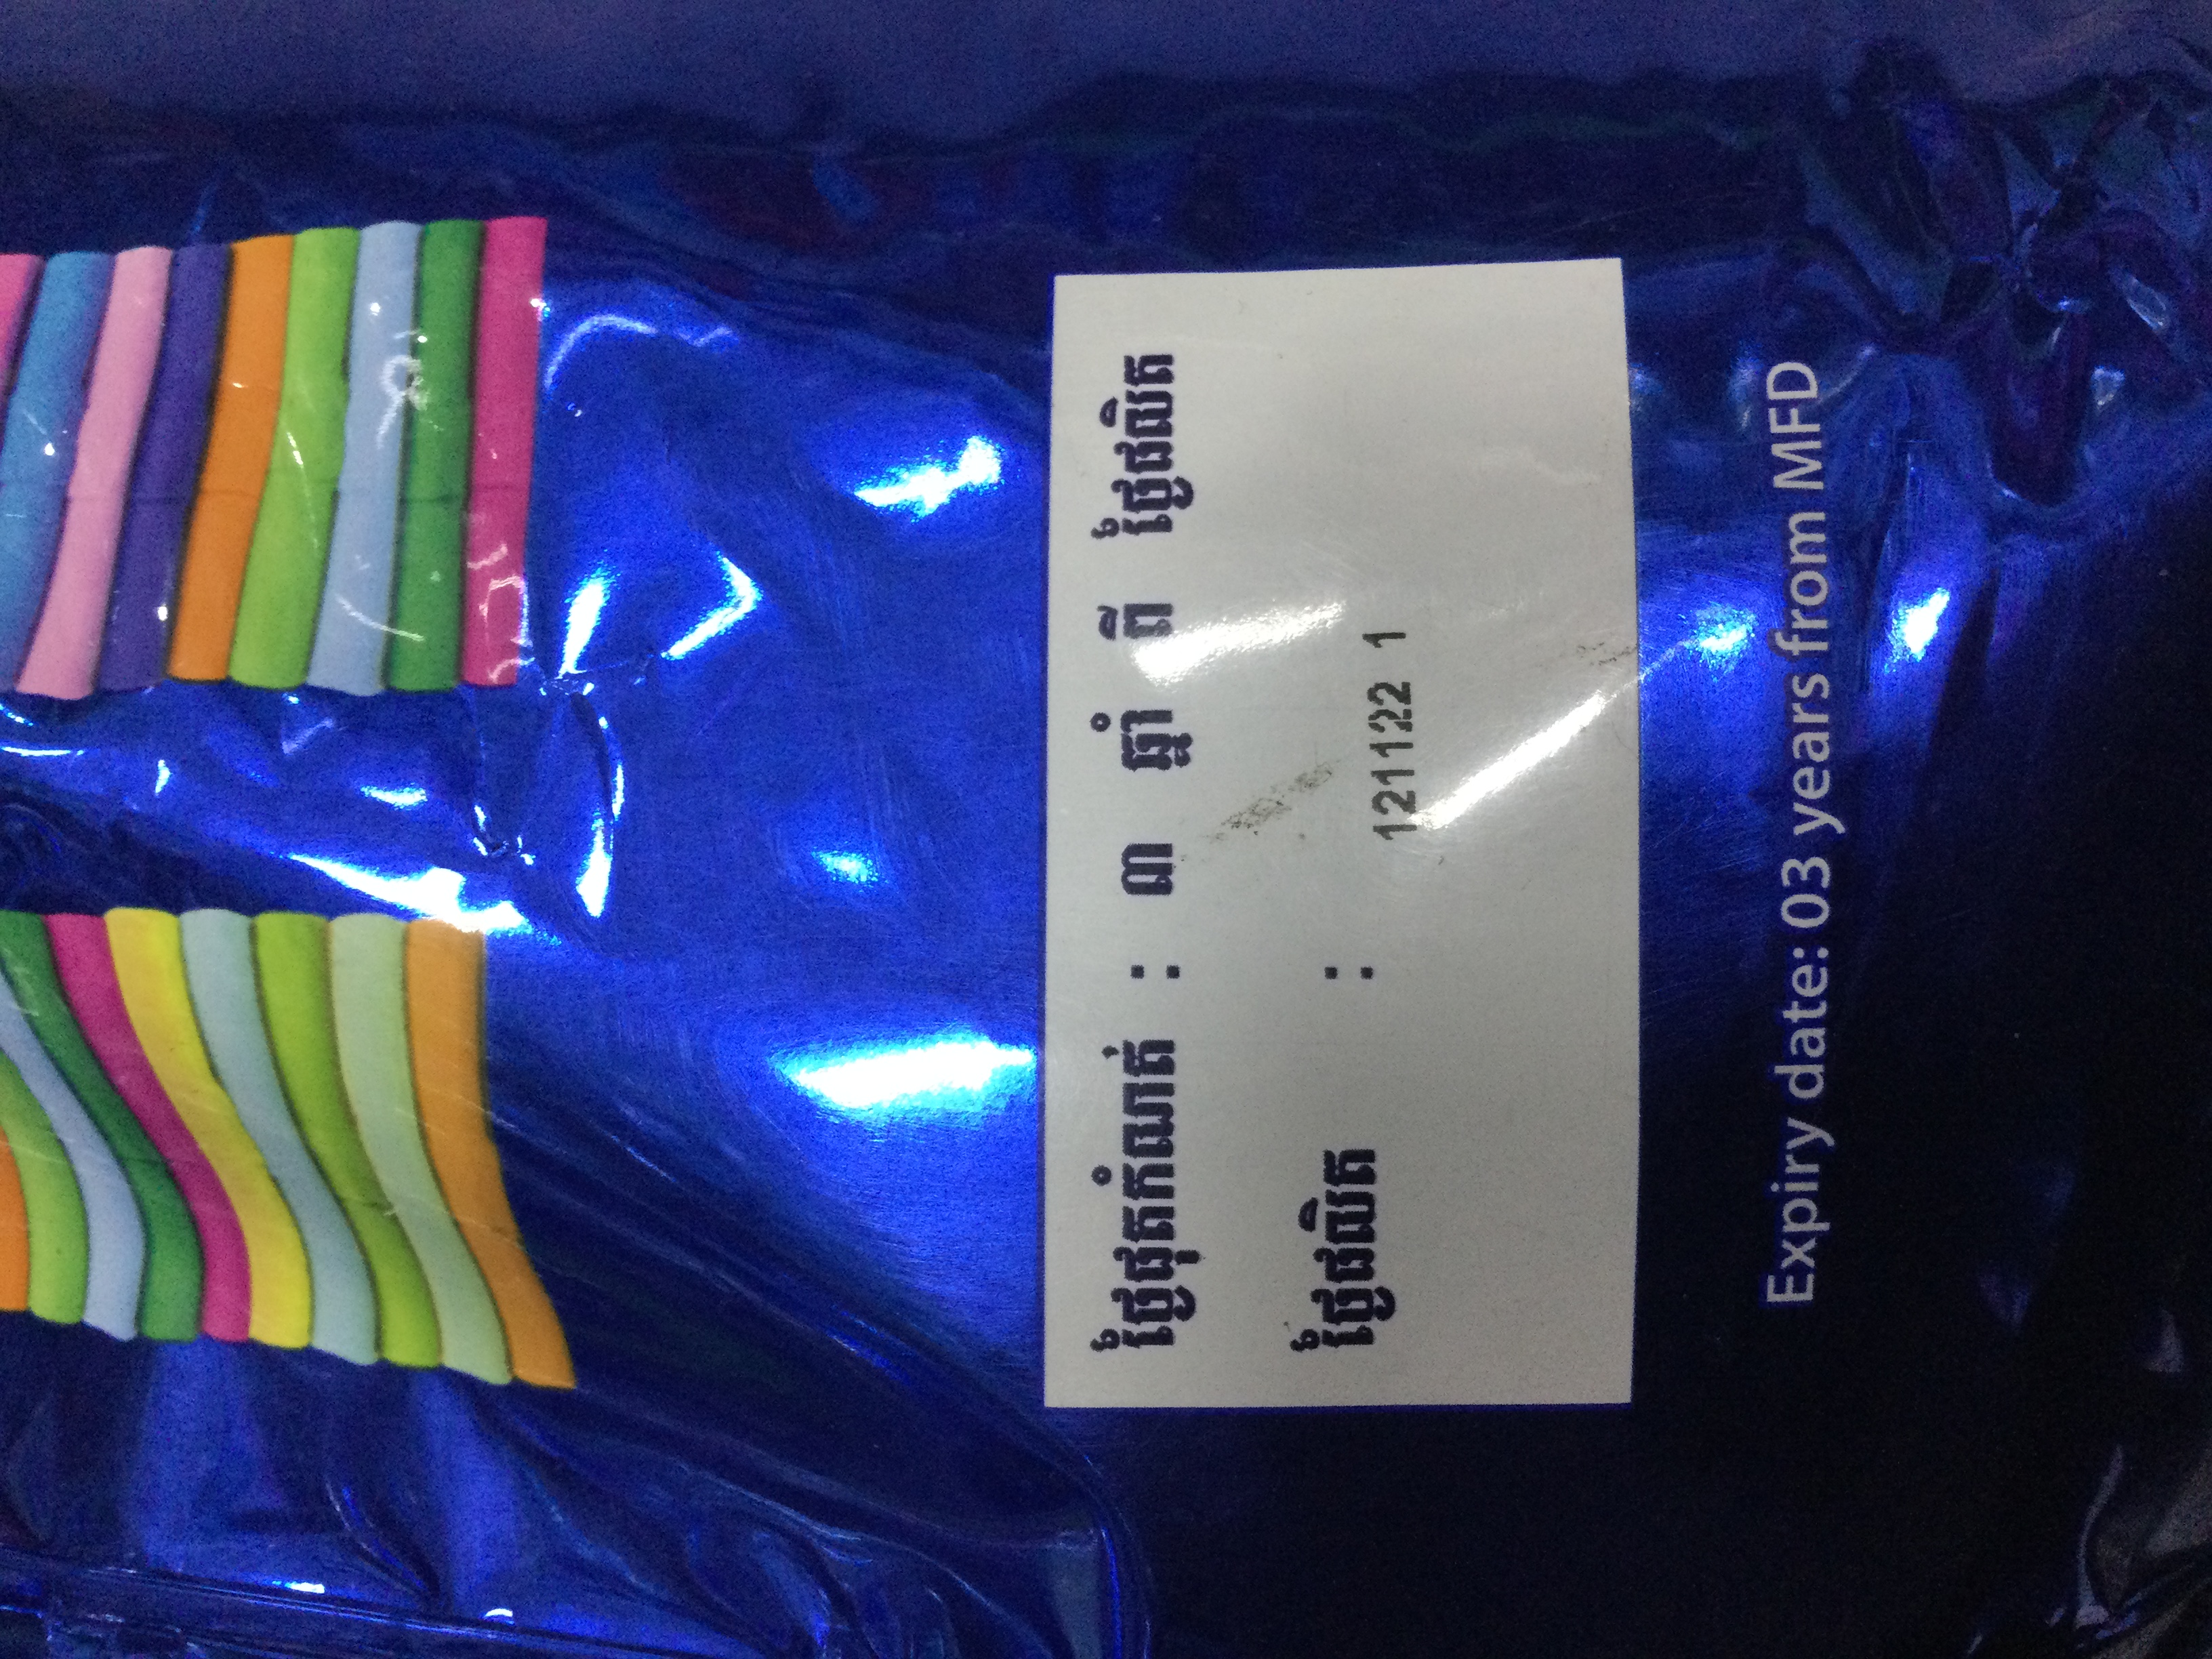 ថ្ងៃផុតកំណត់ : ៣ ឆ្នាំ ពី ថ្ងៃផលិត
ថ្ងៃផលិត : 121122 1
Expiry date: 03 years from MFD